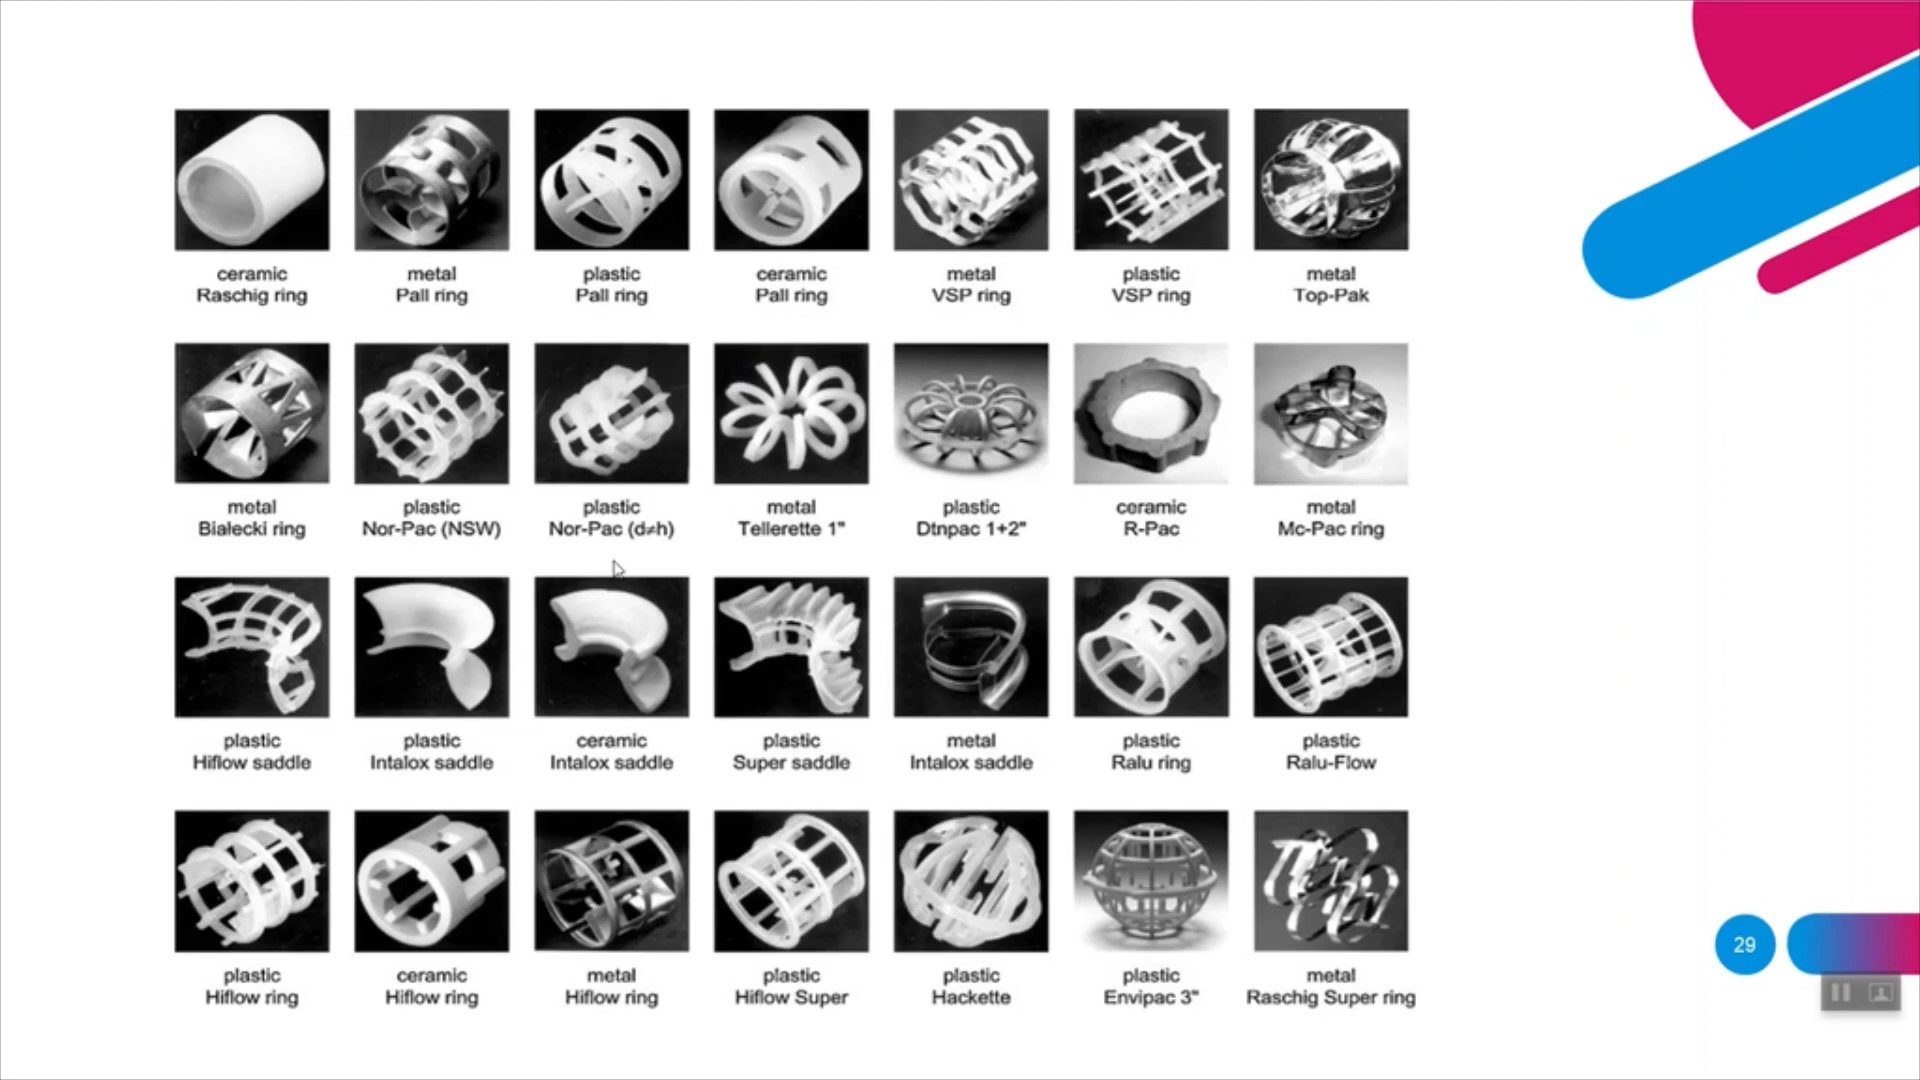 ceramic
Raschig ring
metal
Pall ring
plastic
Pall ring
ceramic
Pall ring
metal
VSP ring
plastic
VSP ring
metal
Top-Pak
metal
Białecki ring
plastic
Nor-Pac (NSW)
plastic
Nor-Pac (d≠h)
metal
Tellerette 1"
plastic
Dtnpac 1+2"
ceramic
R-Pac
metal
Mc-Pac ring
plastic
Hiflow saddle
plastic
Intalox saddle
ceramic
Intalox saddle
plastic
Super saddle
metal
Intalox saddle
plastic
Ralu ring
plastic
Ralu-Flow
plastic
Hiflow ring
ceramic
Hiflow ring
metal
Hiflow ring
plastic
Hiflow Super
plastic
Hackette
plastic
Envipac 3"
metal
Raschig Super ring
29